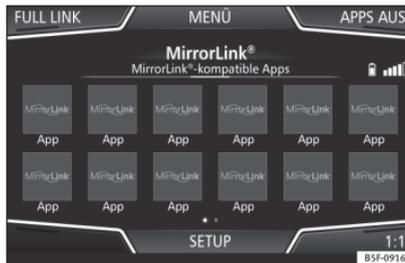 FULL LINK MENÜ APPS AUS
MirrorLink®
MirrorLink®-kompatible Apps
MirrorLink MirrorLink MirrorLink MirrorLink MirrorLink MirrorLink
App App App App App App
MirrorLink MirrorLink MirrorLink MirrorLink MirrorLink MirrorLink
App App App App App App
SETUP 1:1
B5F-0916